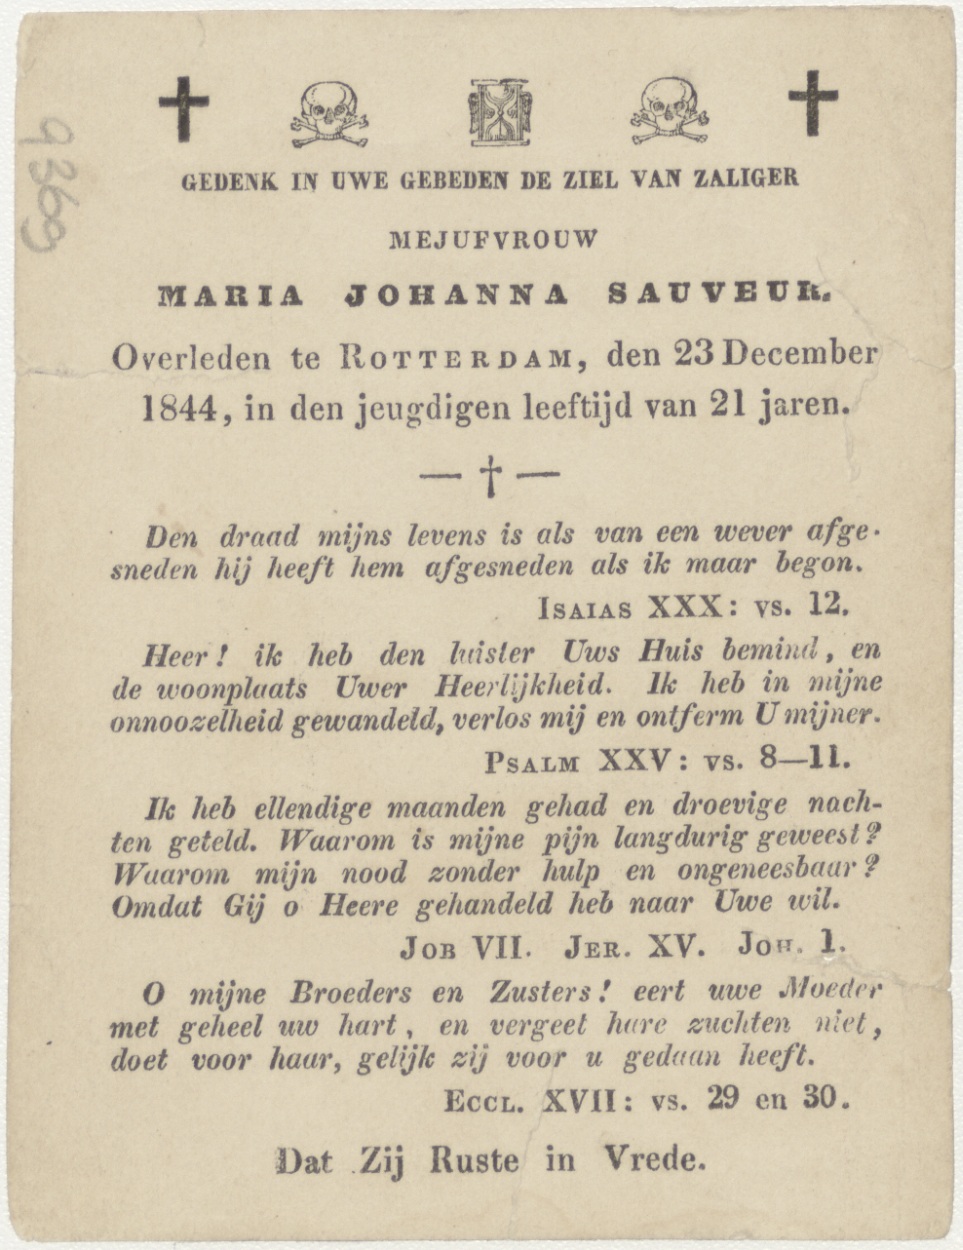 GEDENK IN UWE GEBEDEN DE ZIEL VAN ZALIGER
MEJUFVROUW
MARIA JOHANNA SAUVEUR.
Overleden te ROTTERDAM, den 23 December
1844, in den jeugdigen leeftijd van 21 jaren.
— † —
Den draad mijns levens is als van een wever afge-
sneden hij heeft hem afgesneden als ik maar begon.
ISAIAS XXX: vs. 12.
Heer! ik heb den luister Uws Huis bemind, en
de woonplaats Uwer Heerlijkheid. Ik heb in mijne
onnoozelheid gewandeld, verlos mij en ontferm U mijner.
PSALM XXV: vs. 8—11.
Ik heb ellendige maanden gehad en droevige nach-
ten geteld. Waarom is mijne pijn langdurig geweest?
Waarom mijn nood zonder hulp en ongeneesbaar?
Omdat Gij o Heere gehandeld heb naar Uwe wil.
JOB VII. JER. XV. JOH. 1.
O mijne Broeders en Zusters! eert uwe Moeder
met geheel uw hart, en vergeet hare zuchten niet,
doet voor haar, gelijk zij voor u gedaan heeft.
ECCL. XVII: vs. 29 en 30.
Dat Zij Ruste in Vrede.
9369